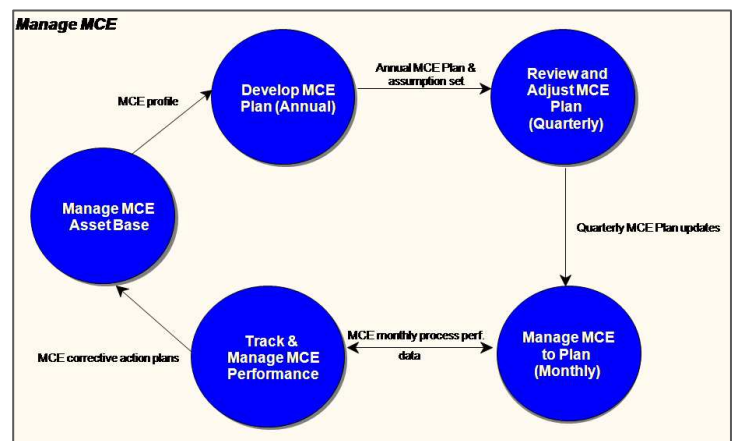 Manage MCE
Develop MCE
Plan (Annual)
Annual MCE Plan &
assumption set
Review and
Adjust MCE
Plan
(Quarterly)
MCE profile
Manage MCE
Asset Base
Quarterly MCE Plan updates
Track &
Manage MCE
Performance
MCE monthly process perf.
data
Manage MCE
to Plan
(Monthly)
MCE corrective action plans